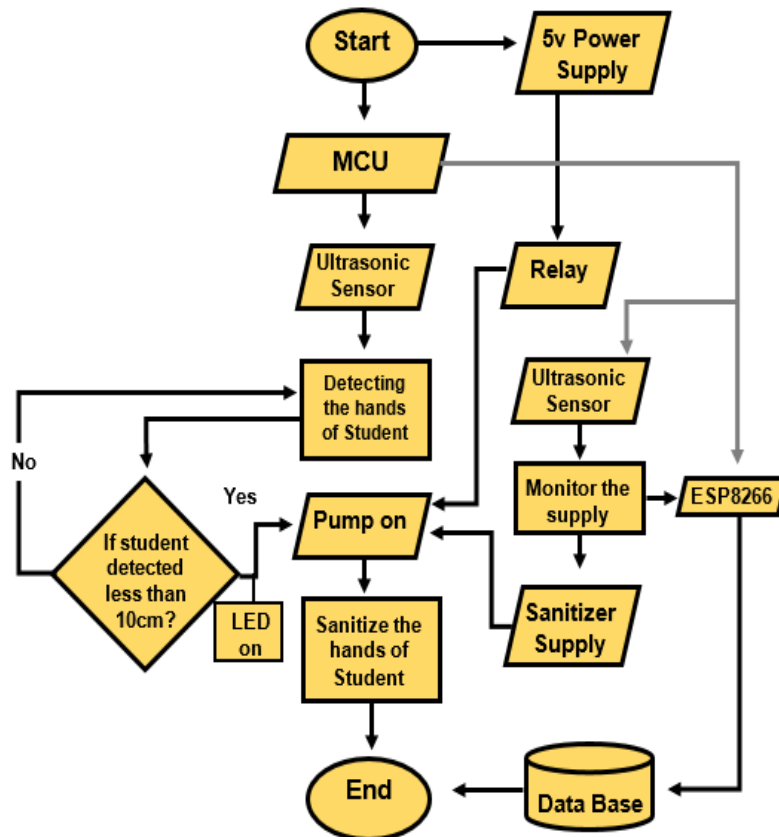 Start
5v Power
Supply
MCU
Ultrasonic
Sensor
Relay
Detecting
the hands
of Student
Ultrasonic
Sensor
No
Yes
Monitor the
supply
ESP8266
Pump on
If student
detected
less than
10cm?
LED
on
Sanitize the
hands of
Student
Sanitizer
Supply
End
Data Base